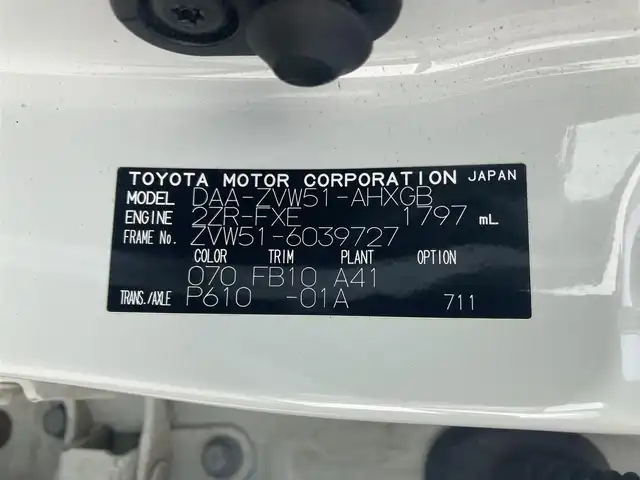 TOYOTA MOTOR CORPORATION JAPAN
MODEL DAA-ZVW51-AHXGB
ENGINE 2ZR-FXE 1797 mL
FRAME No. ZVW51-6039727
COLOR TRIM PLANT OPTION
070 FB10 A41
TRANS./AXLE P610 -01A 711